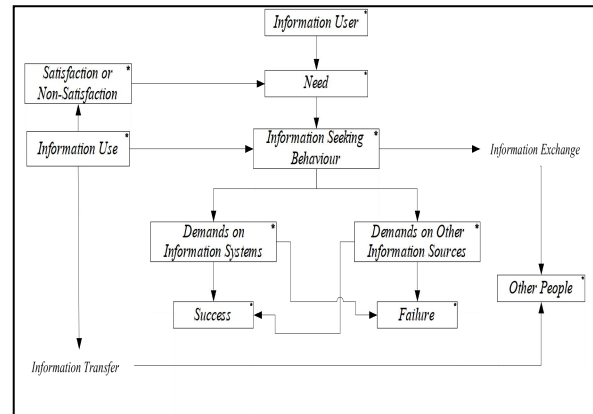 Information User *
Satisfaction or *
Non-Satisfaction
Need *
Information Use *
Information Seeking *
Behaviour
Information Exchange
Demands on *
Information Systems
Demands on Other *
Information Sources
Other People *
Success *
Failure *
Information Transfer